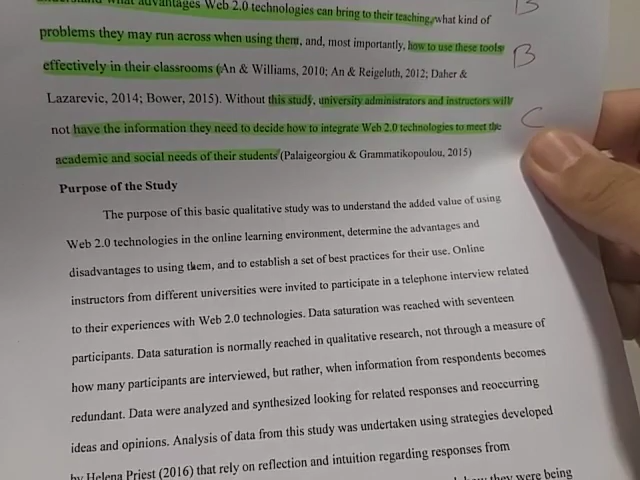 what advantages Web 2.0 technologies can bring to their teaching, what kind of
B
problems they may run across when using them, and, most importantly, how to use these tools
B
effectively in their classrooms (An & Williams, 2010; An & Reigeluth, 2012; Daher &
Lazarevic, 2014; Bower, 2015). Without this study, university administrators and instructors will
C
not have the information they need to decide how to integrate Web 2.0 technologies to meet the
academic and social needs of their students (Palaigeorgiou & Grammatikopoulou, 2015)
Purpose of the Study
The purpose of this basic qualitative study was to understand the added value of using
Web 2.0 technologies in the online learning environment, determine the advantages and
disadvantages to using them, and to establish a set of best practices for their use. Online
instructors from different universities were invited to participate in a telephone interview related
to their experiences with Web 2.0 technologies. Data saturation was reached with seventeen
participants. Data saturation is normally reached in qualitative research, not through a measure of
how many participants are interviewed, but rather, when information from respondents becomes
redundant. Data were analyzed and synthesized looking for related responses and reoccurring
ideas and opinions. Analysis of data from this study was undertaken using strategies developed
by Helena Priest (2016) that rely on reflection and intuition regarding responses from
how they were being